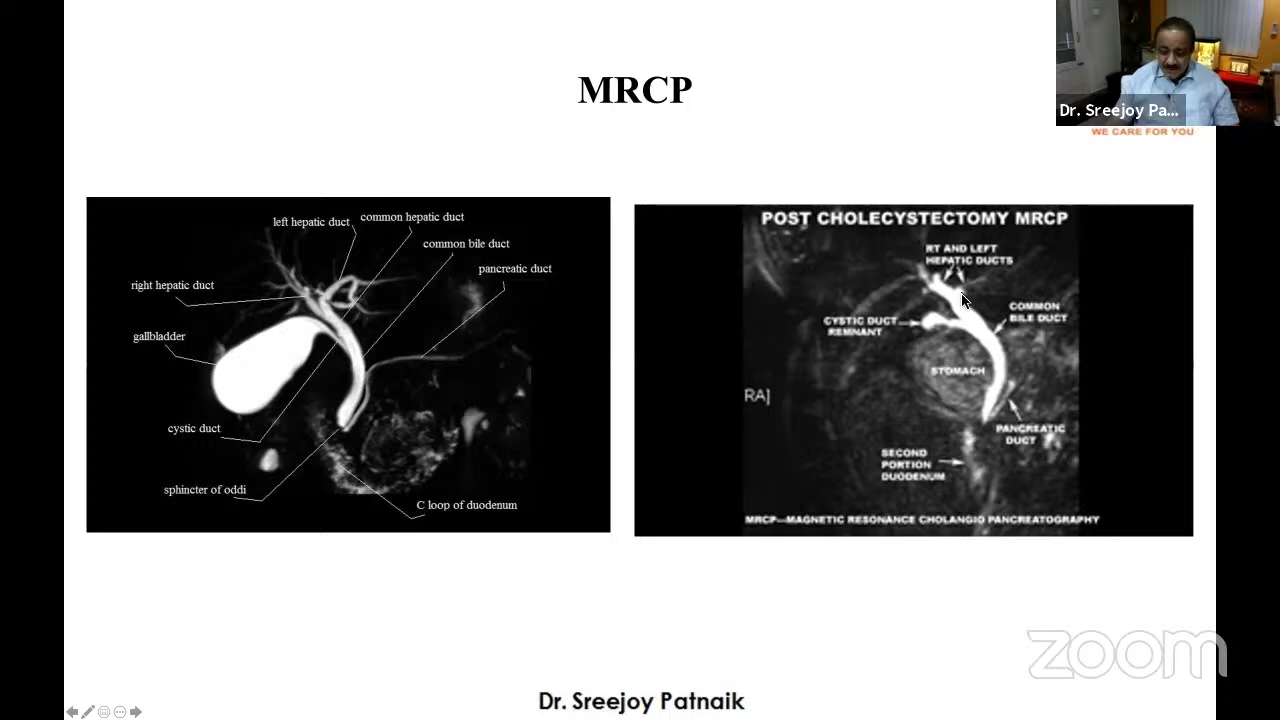 MRCP
Dr. Sreejoy Pa...
WE CARE FOR YOU
left hepatic duct
common hepatic duct
common bile duct
pancreatic duct
right hepatic duct
gallbladder
cystic duct
sphincter of oddi
C loop of duodenum
POST CHOLECYSTECTOMY MRCP
RT AND LEFT
HEPATIC DUCTS
COMMON
BILE DUCT
CYSTIC DUCT
REMNANT
STOMACH
RA]
PANCREATIC
DUCT
SECOND
PORTION
DUODENUM
MRCP—MAGNETIC RESONANCE CHOLANGIO PANCREATOGRAPHY
zoom
Dr. Sreejoy Patnaik